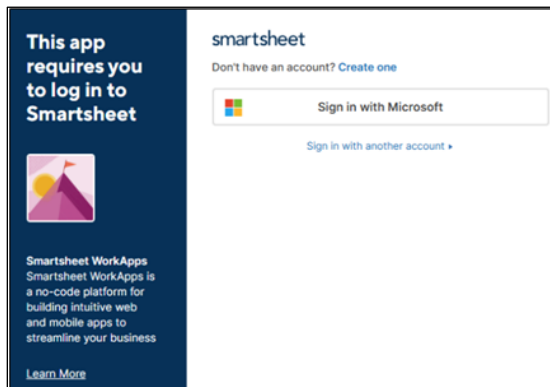 This app
requires you
to log in to
Smartsheet
Smartsheet WorkApps
Smartsheet WorkApps is
a no-code platform for
building intuitive web
and mobile apps to
streamline your business
Learn More
smartsheet
Don't have an account? Create one
Sign in with Microsoft
Sign in with another account ▸